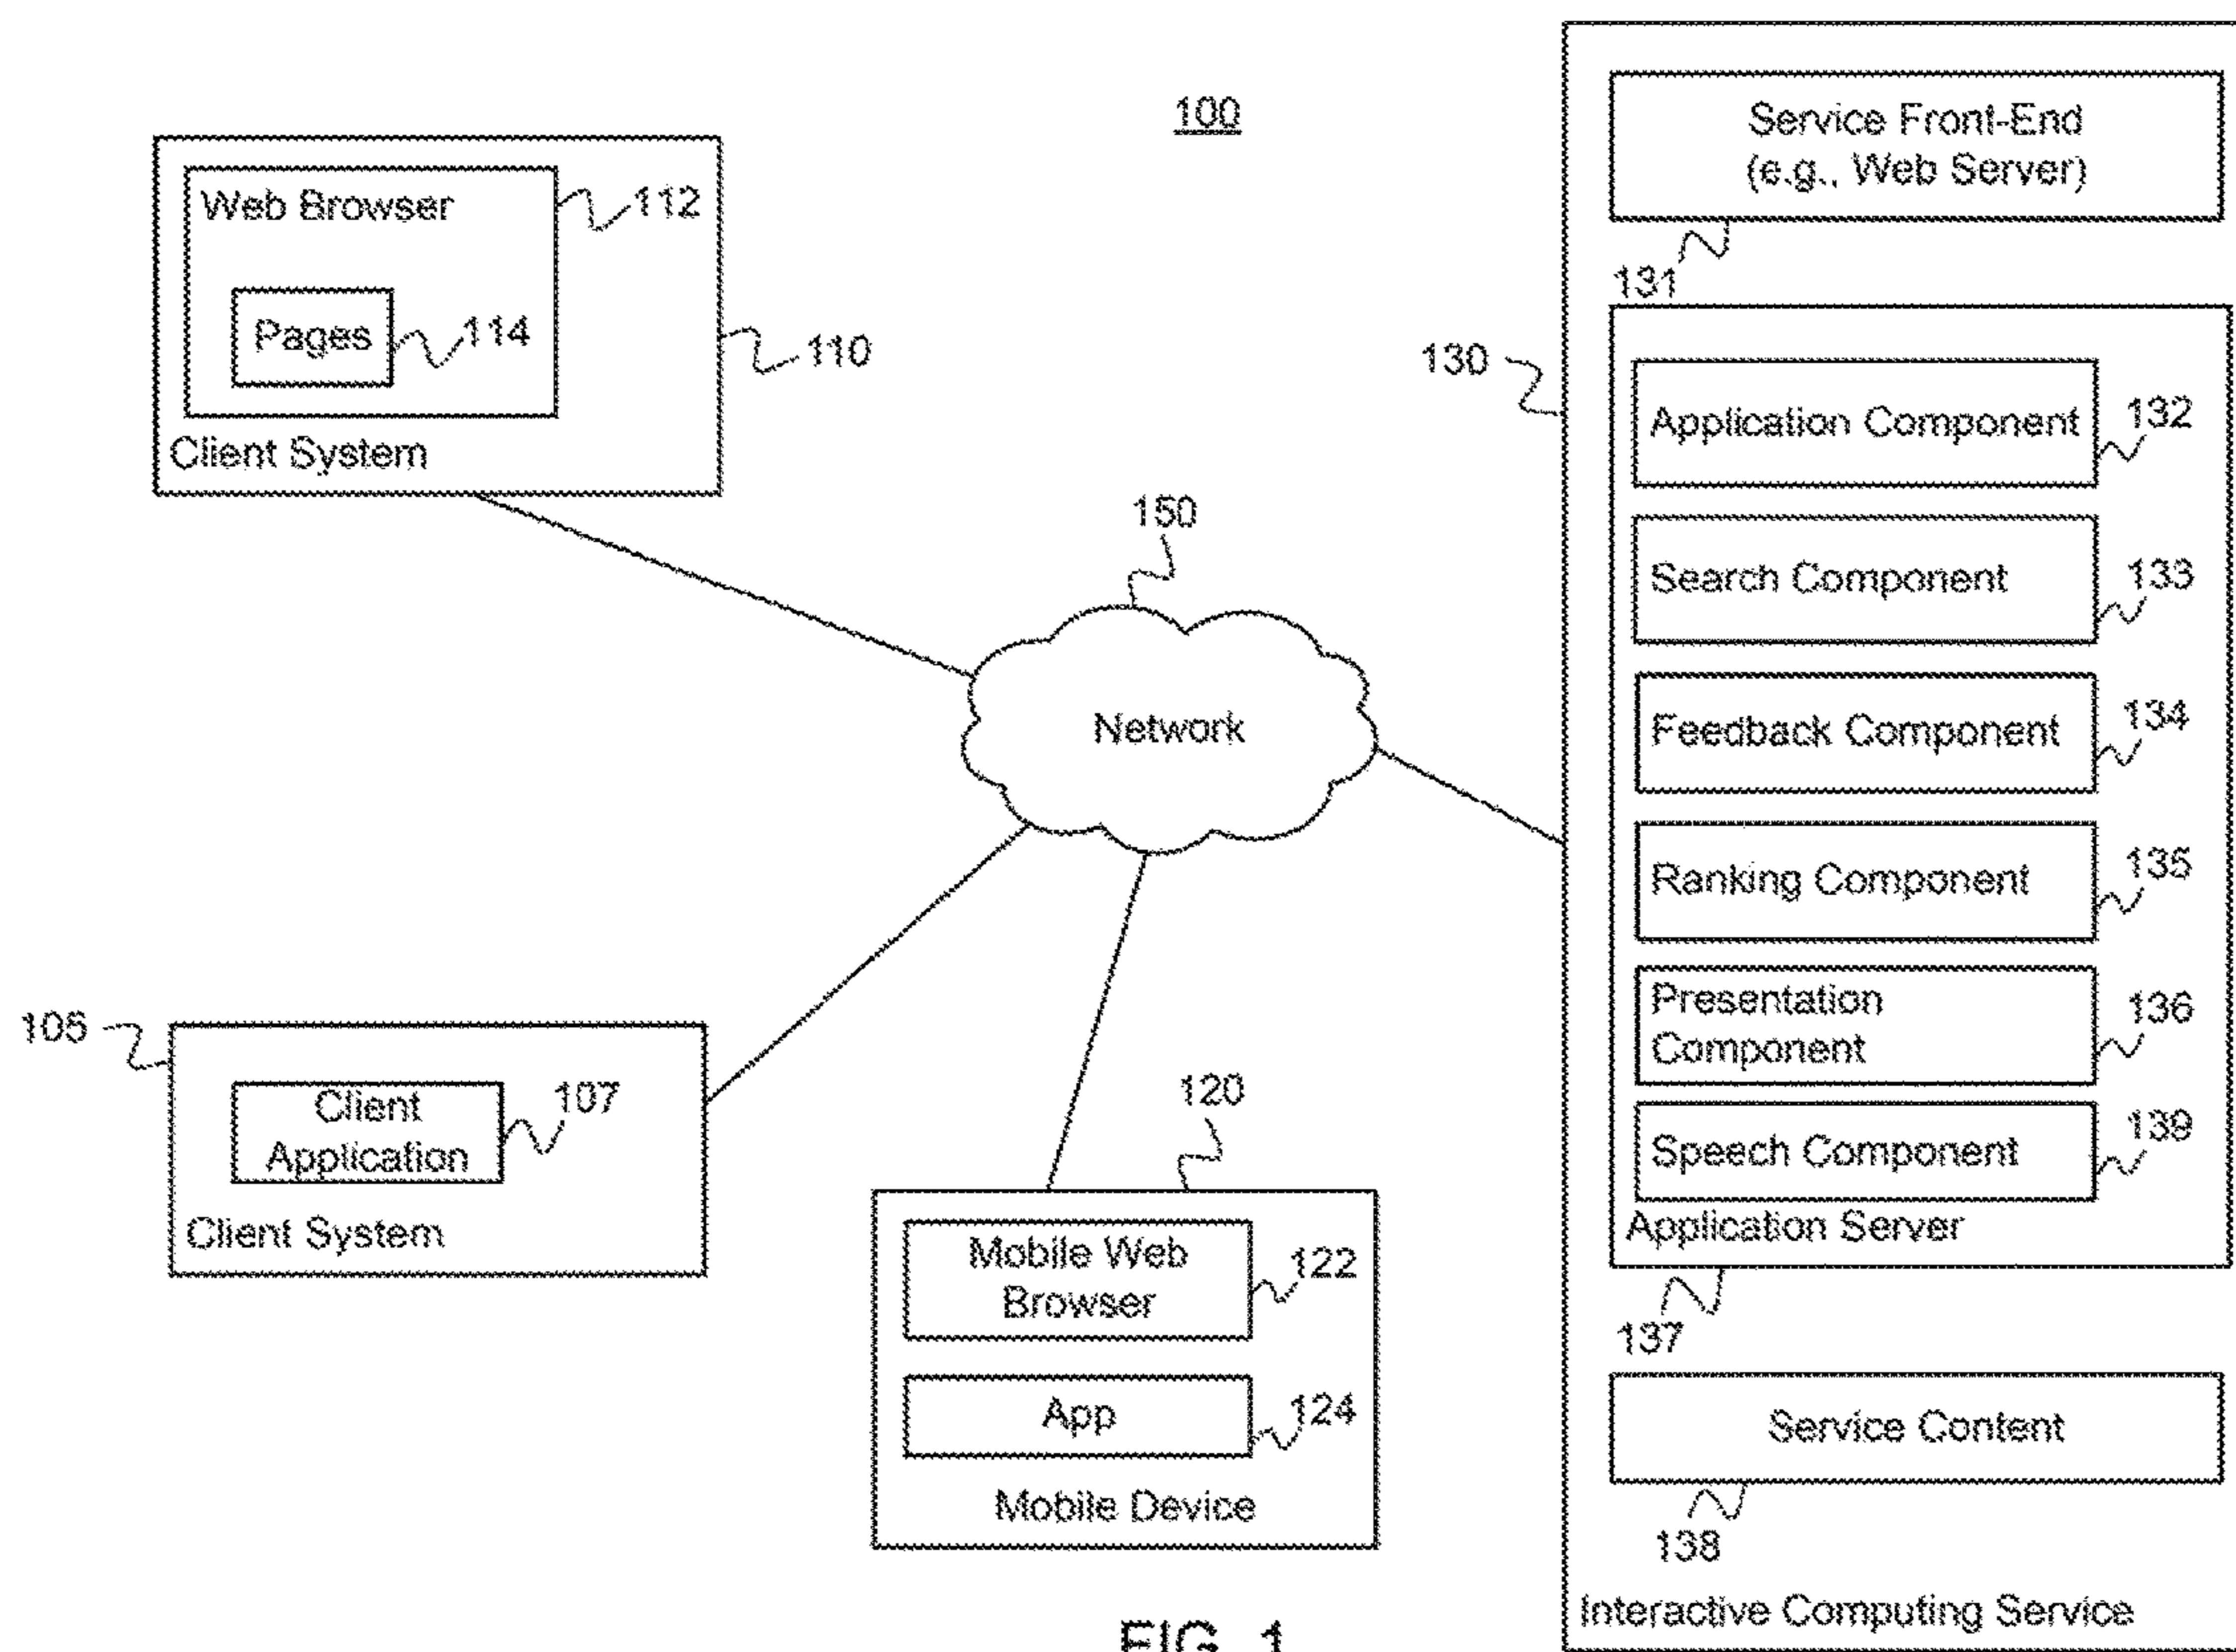 100
Web Browser
112
Pages
114
Client System
110
150
Network
105
Client
Application
107
Client System
120
Mobile Web
Browser
122
App
124
Mobile Device
130
Service Front-End
(e.g., Web Server)
131
Application Component
132
Search Component
133
Feedback Component
134
Ranking Component
135
Presentation
Component
136
Speech Component
139
Application Server
137
Service Content
138
Interactive Computing Service
FIG. 1